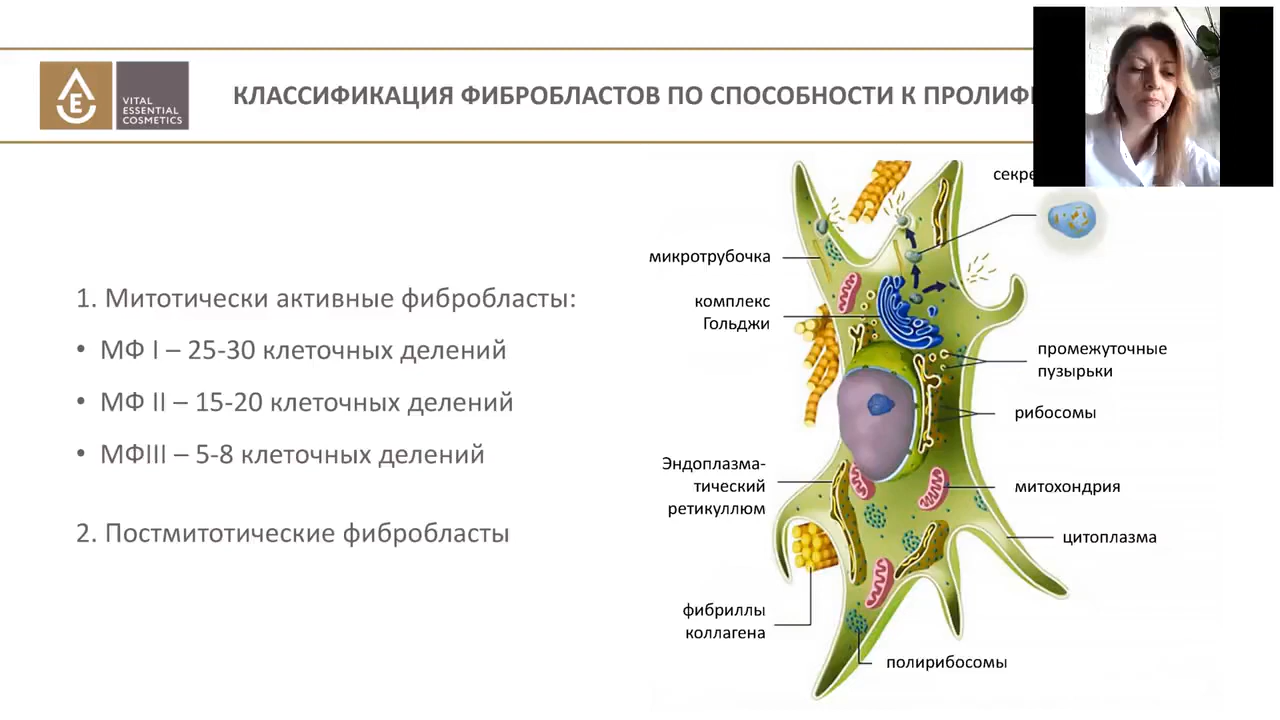 VITAL
ESSENTIAL
COSMETICS
КЛАССИФИКАЦИЯ ФИБРОБЛАСТОВ ПО СПОСОБНОСТИ К
1. Митотически активные фибробласты:
• МФ I – 25-30 клеточных делений
• МФ II – 15-20 клеточных делений
• МФIII – 5-8 клеточных делений
2. Постмитотические фибробласты
микротрубочка
комплекс
Гольджи
промежуточные
пузырьки
рибосомы
Эндоплазма-
тический
ретикуллюм
митохондрия
цитоплазма
фибриллы
коллагена
полирибосомы